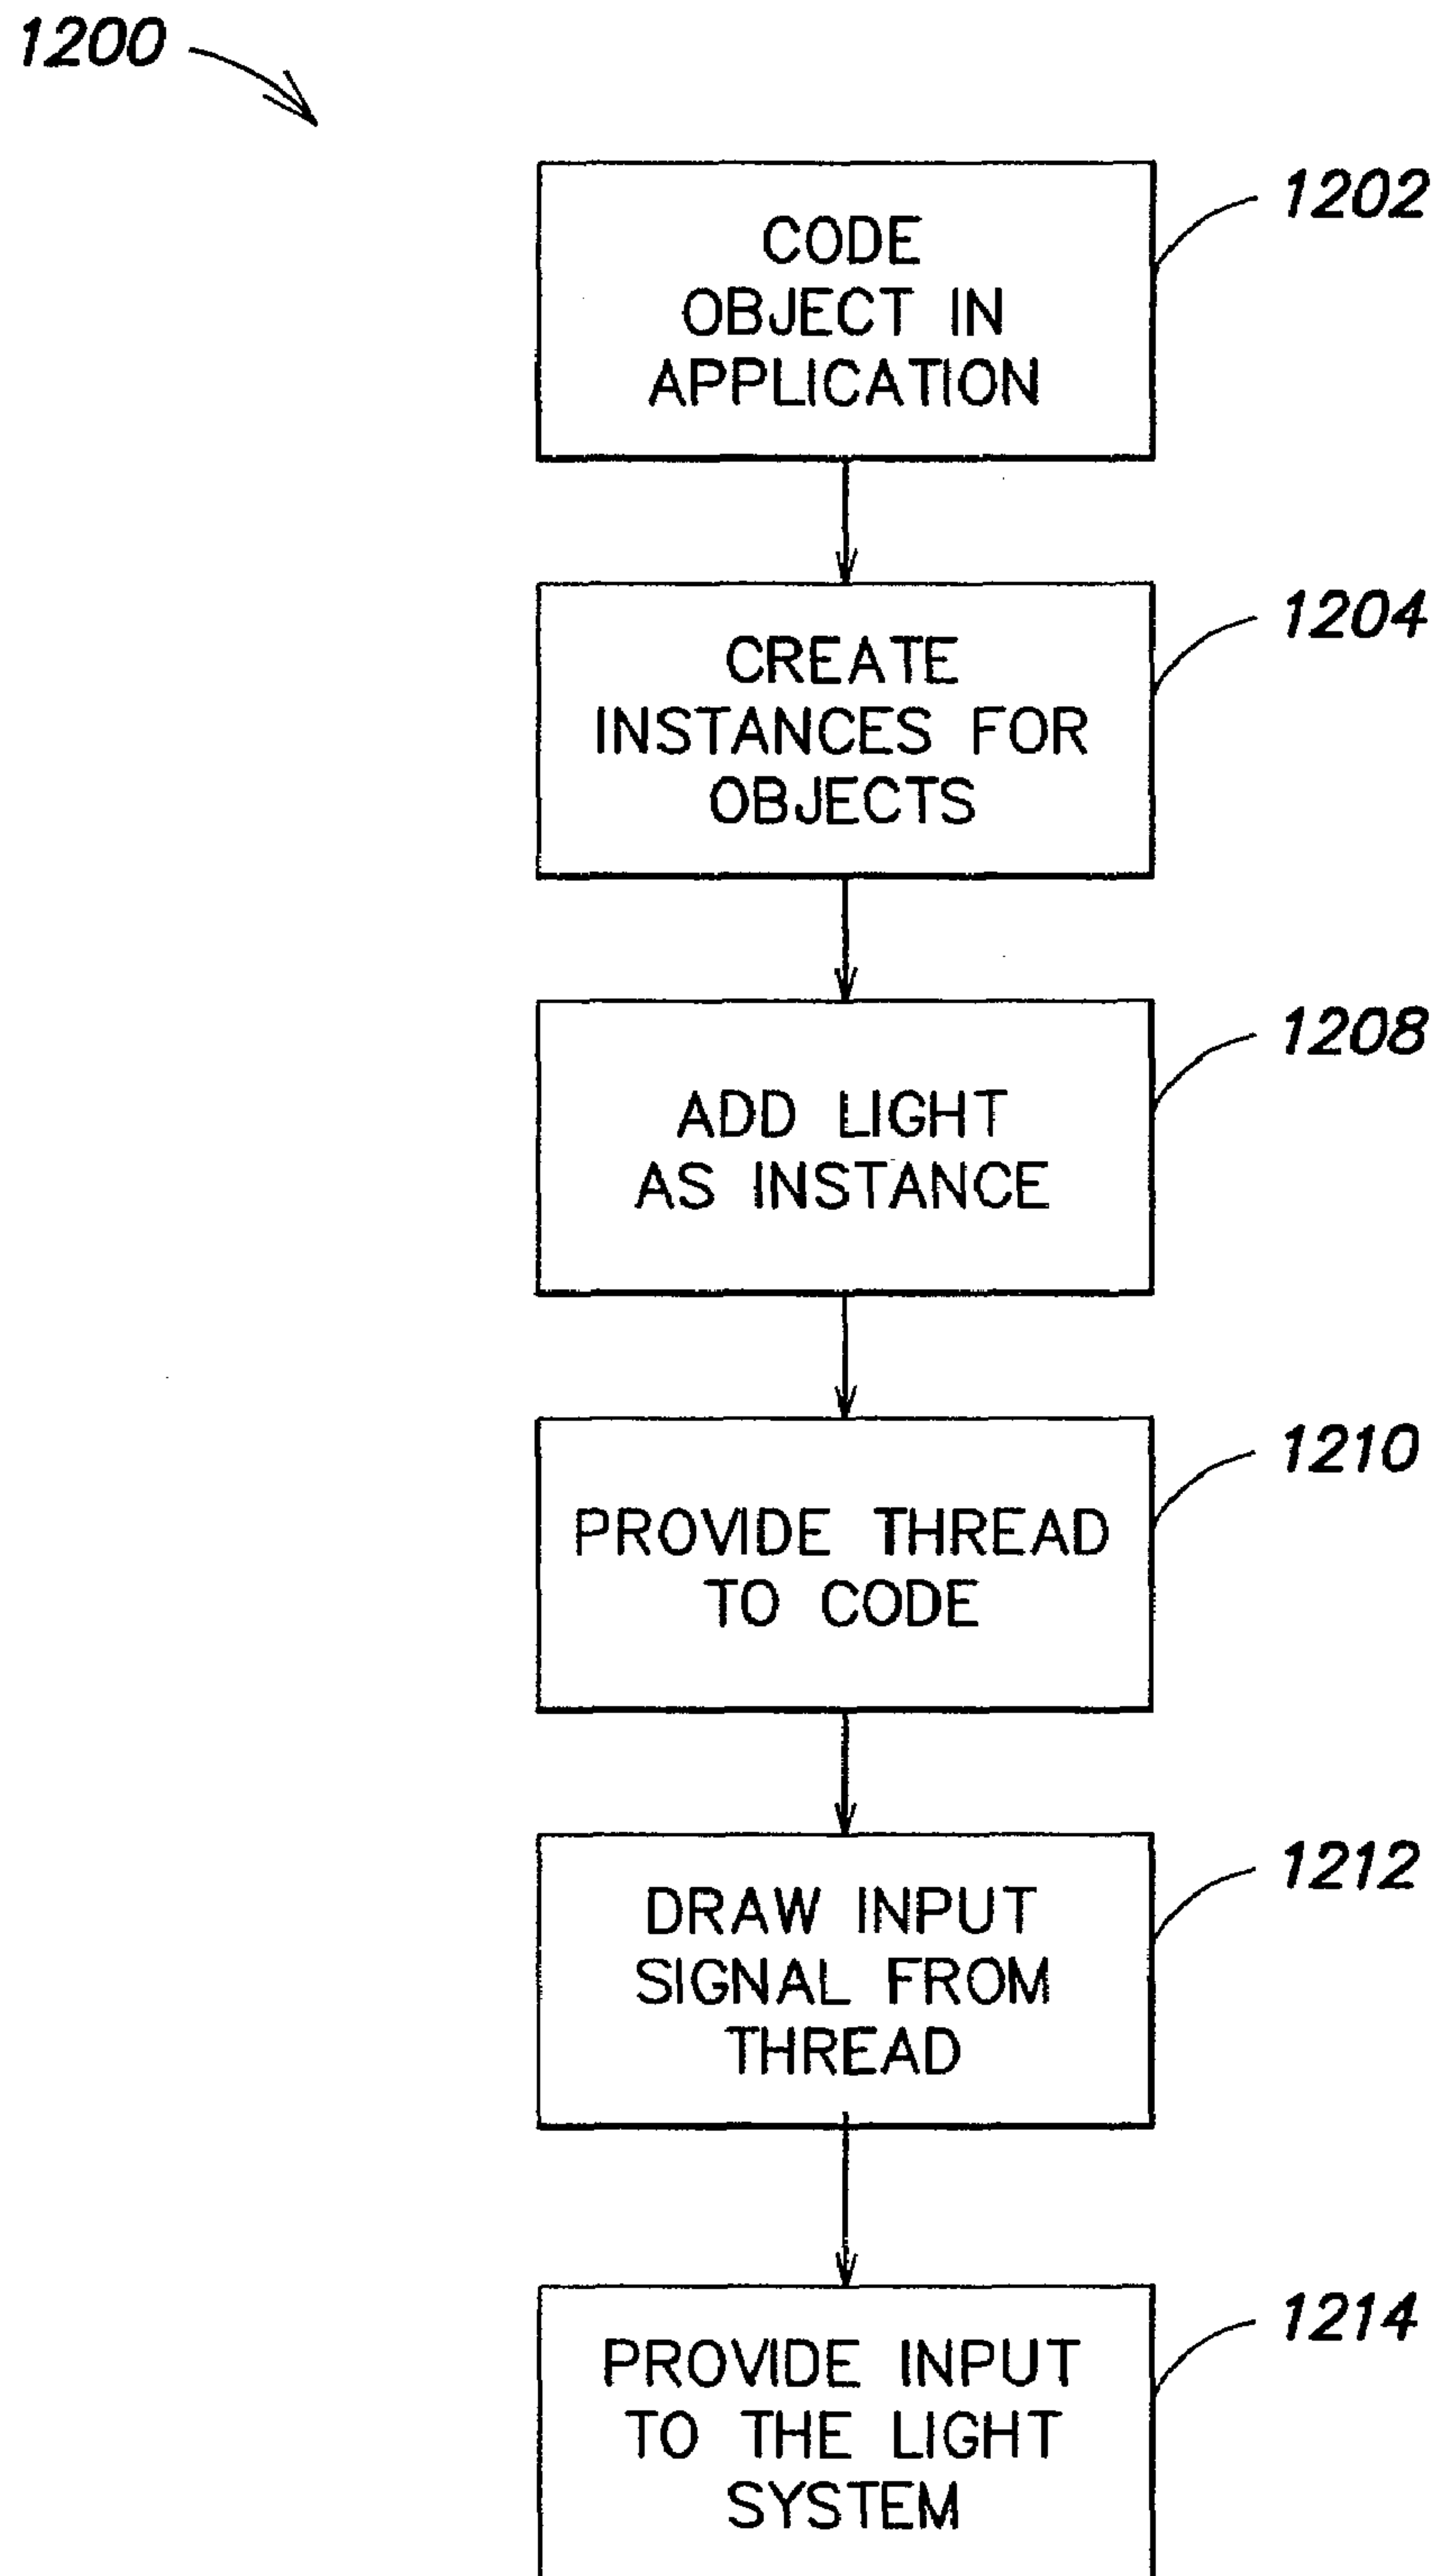 1200
1202
CODE
OBJECT IN
APPLICATION
1204
CREATE
INSTANCES FOR
OBJECTS
1208
ADD LIGHT
AS INSTANCE
1210
PROVIDE THREAD
TO CODE
1212
DRAW INPUT
SIGNAL FROM
THREAD
1214
PROVIDE INPUT
TO THE LIGHT
SYSTEM